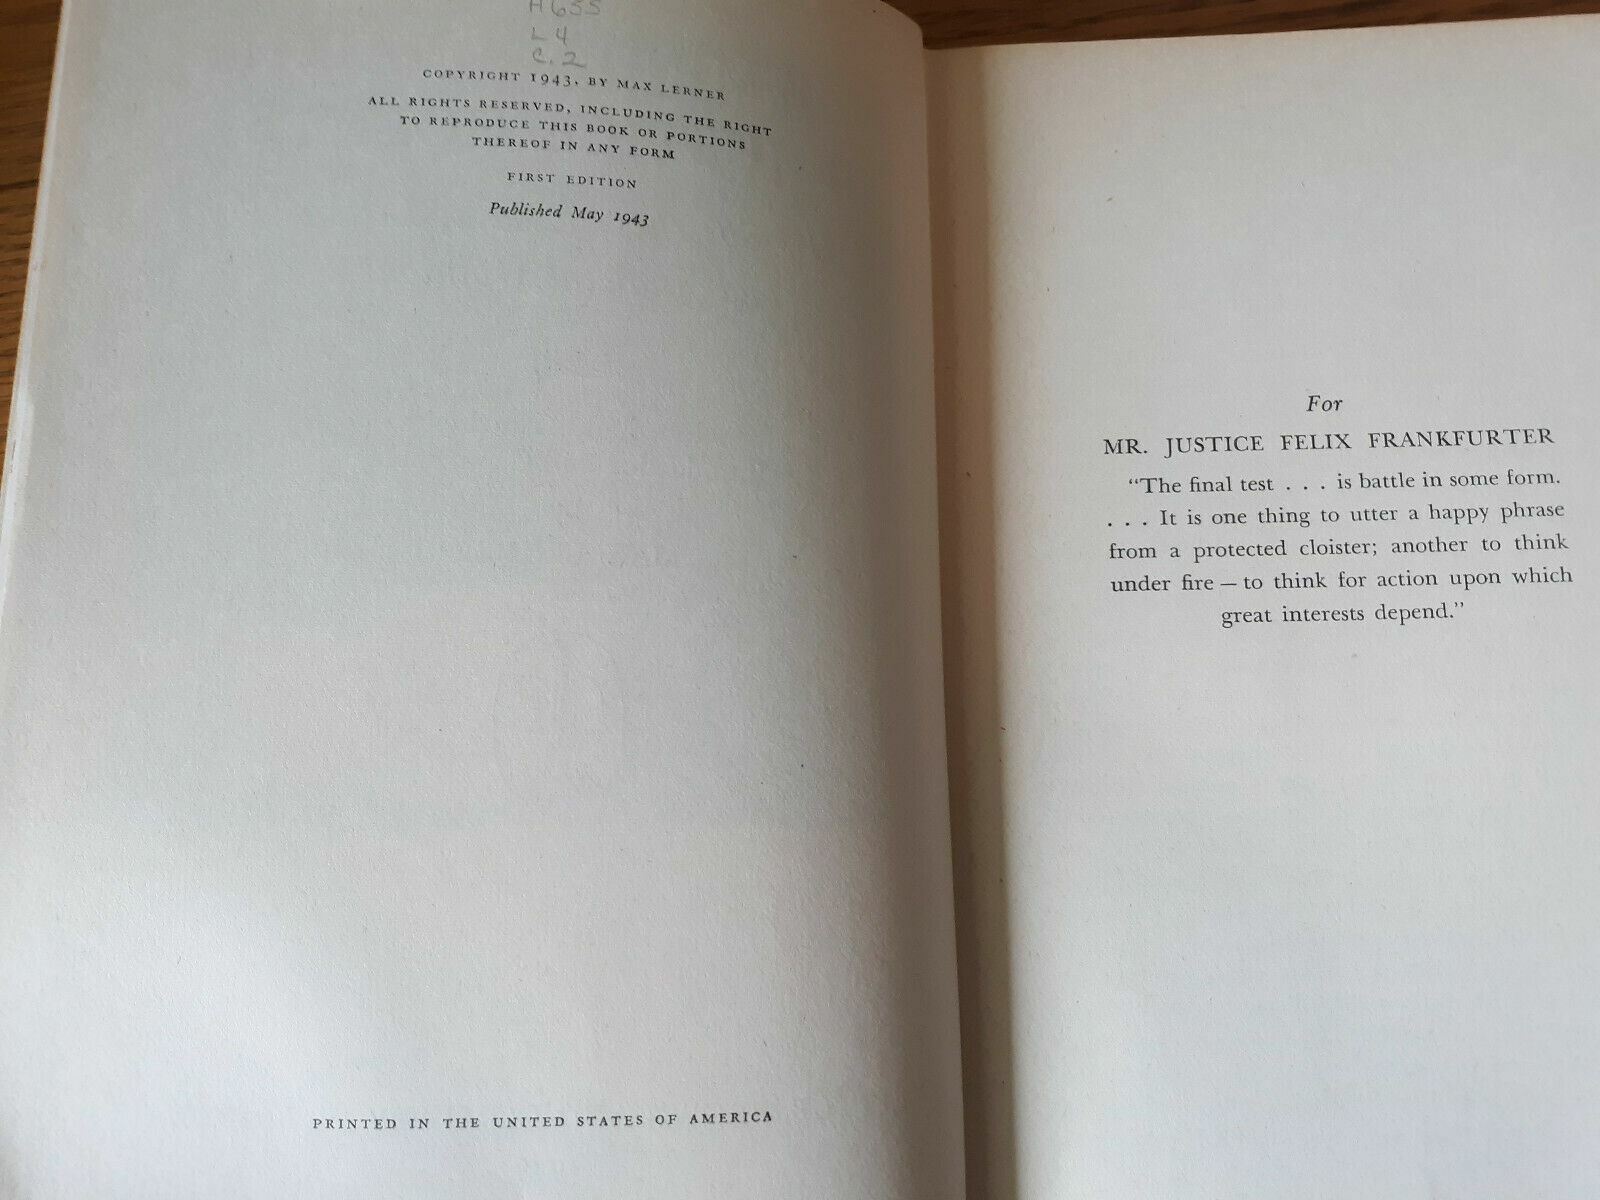 H655
L4
C.2
COPYRIGHT 1943, BY MAX LERNER
ALL RIGHTS RESERVED, INCLUDING THE RIGHT
TO REPRODUCE THIS BOOK OR PORTIONS
THEREOF IN ANY FORM
FIRST EDITION
Published May 1943
PRINTED IN THE UNITED STATES OF AMERICA
For
MR. JUSTICE FELIX FRANKFURTER
“The final test . . . is battle in some form.
. . . It is one thing to utter a happy phrase
from a protected cloister; another to think
under fire — to think for action upon which
great interests depend.”